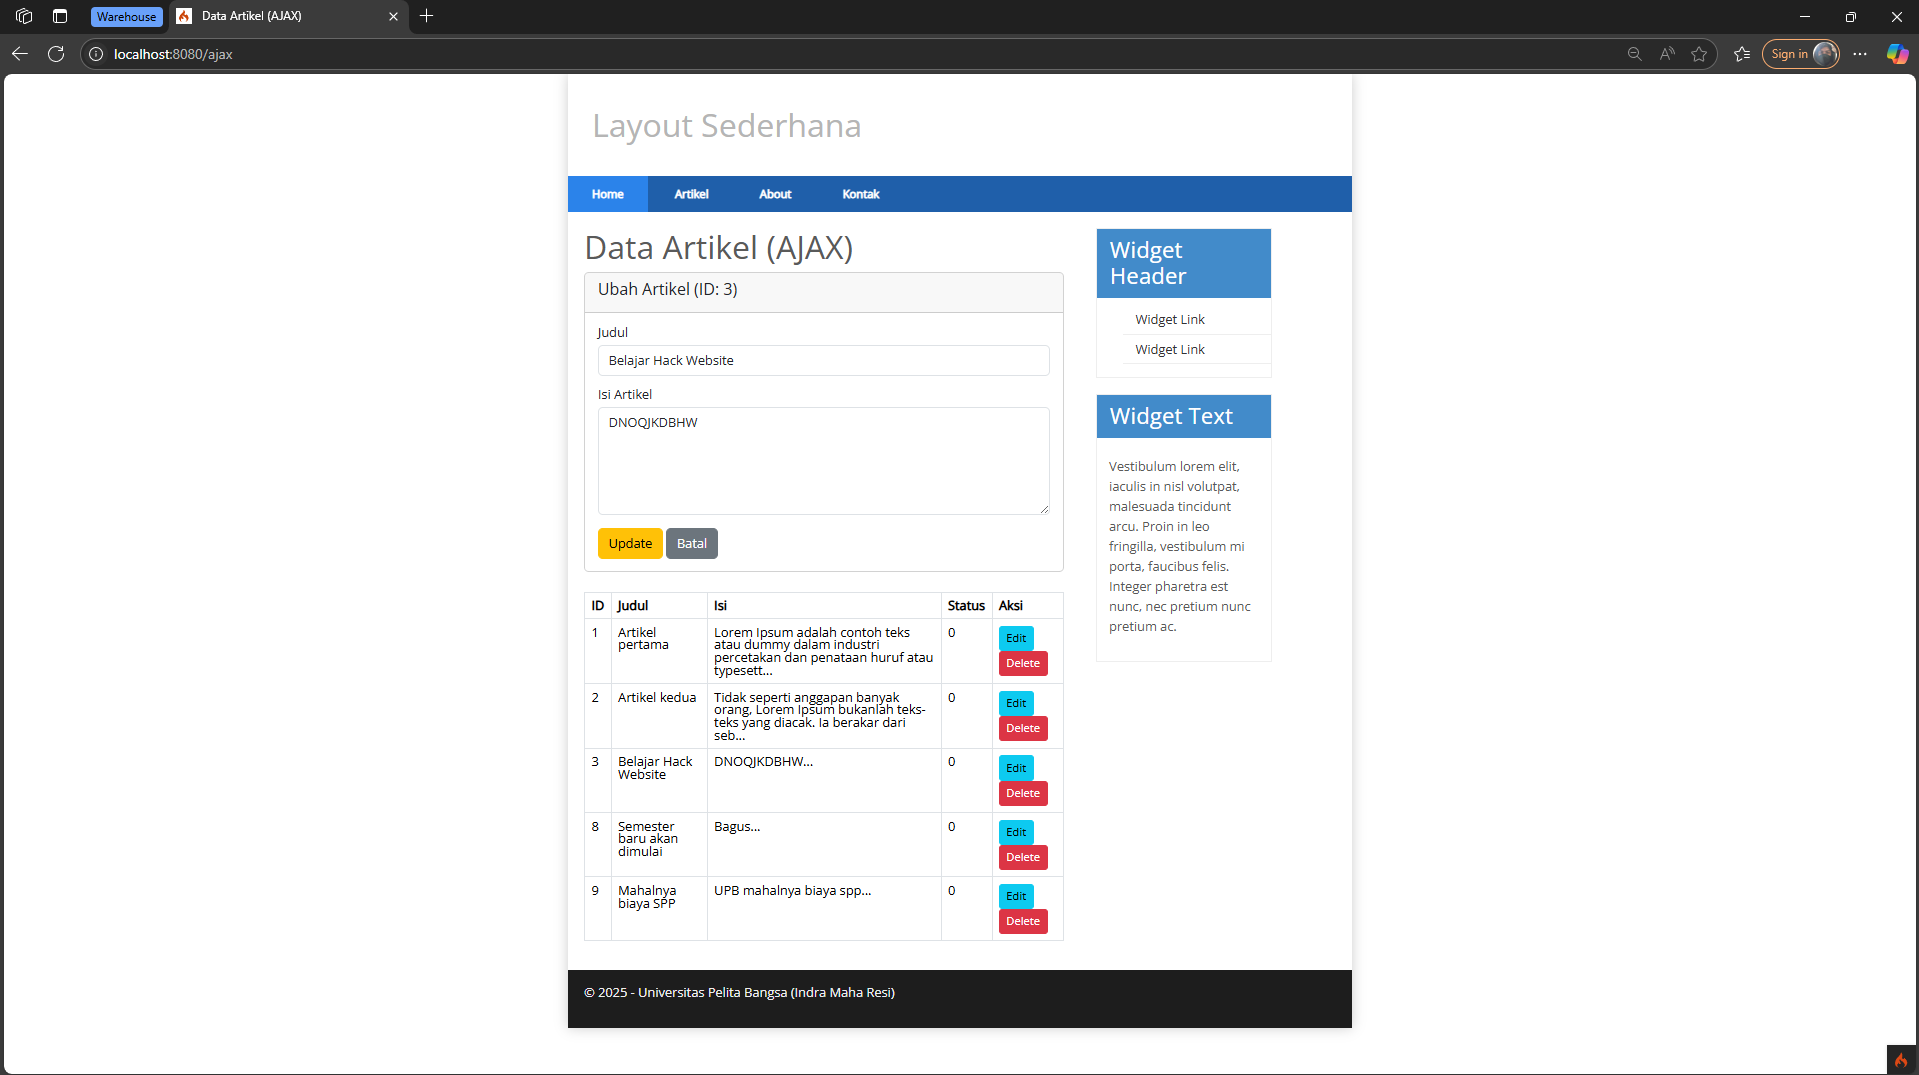 Warehouse
Data Artikel (AJAX)
localhost:8080/ajax
Sign in
Layout Sederhana
Home Artikel About Kontak
Data Artikel (AJAX)
Ubah Artikel (ID: 3)
Judul
Belajar Hack Website
Isi Artikel
DNOQJKDBHW
Update Batal
ID Judul Isi Status Aksi
1 Artikel pertama Lorem Ipsum adalah contoh teks 0 Edit
atau dummy dalam industri
percetakan dan penataan huruf atau Delete
typesett...
2 Artikel kedua Tidak seperti anggapan banyak 0 Edit
orang, Lorem Ipsum bukanlah teks-
teks yang diacak. Ia berakar dari Delete
seb...
3 Belajar Hack DNOQJKDBHW... 0 Edit
Website
Delete
8 Semester Bagus... 0 Edit
baru akan
dimulai Delete
9 Mahalnya UPB mahalnya biaya spp... 0 Edit
biaya SPP
Delete
Widget
Header
Widget Link
Widget Link
Widget Text
Vestibulum lorem elit,
iaculis in nisl volutpat,
malesuada tincidunt
arcu. Proin in leo
fringilla, vestibulum mi
porta, faucibus felis.
Integer pharetra est
nunc, nec pretium nunc
pretium ac.
© 2025 - Universitas Pelita Bangsa (Indra Maha Resi)